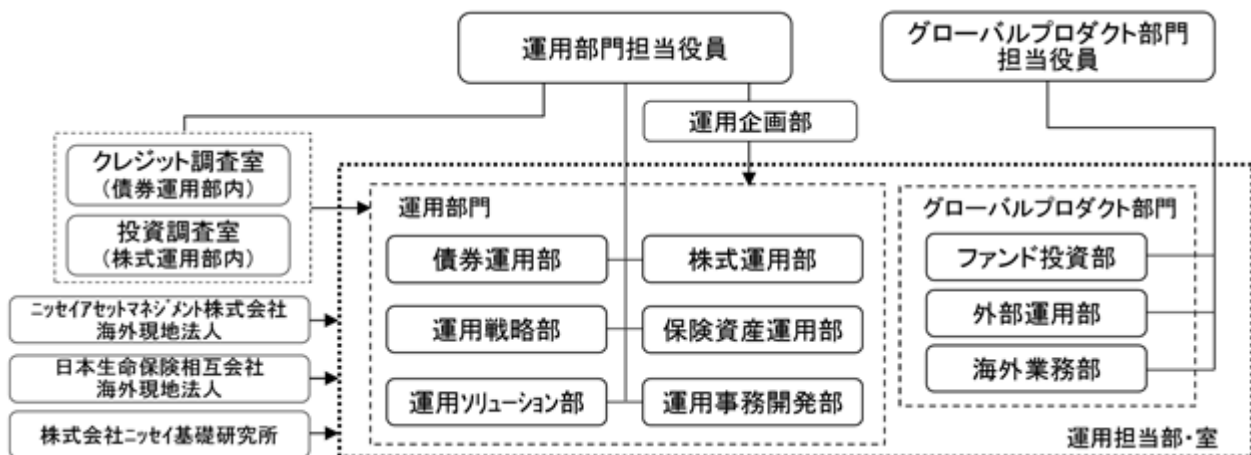 運用部門担当役員
グローバルプロダクト部門
担当役員
運用企画部
クレジット調査室
(債券運用部内)
投資調査室
(株式運用部内)
運用部門
債券運用部
株式運用部
運用戦略部
保険資産運用部
運用ソリューション部
運用事務開発部
グローバルプロダクト部門
ファンド投資部
外部運用部
海外業務部
ニッセイアセットマネジメント株式会社
海外現地法人
日本生命保険相互会社
海外現地法人
株式会社ニッセイ基礎研究所
運用担当部・室